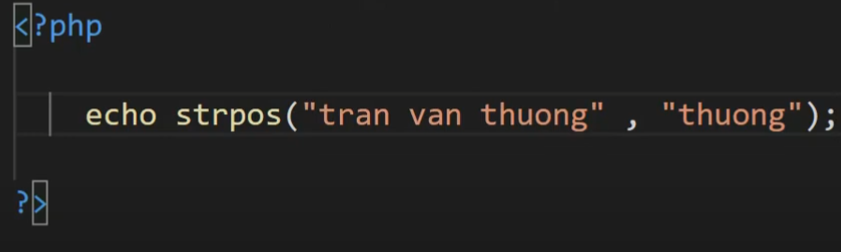 <?php
echo strpos("tran van thuong" , "thuong");
?>